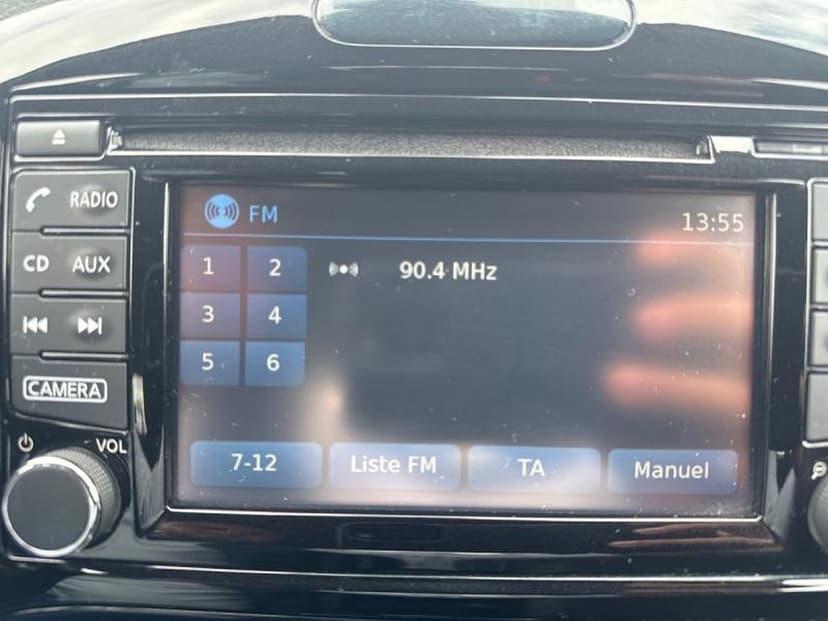 RADIO
CD AUX
CAMERA
VOL
FM
13:55
1 2
3 4
5 6
90.4 MHz
7-12 Liste FM TA Manuel